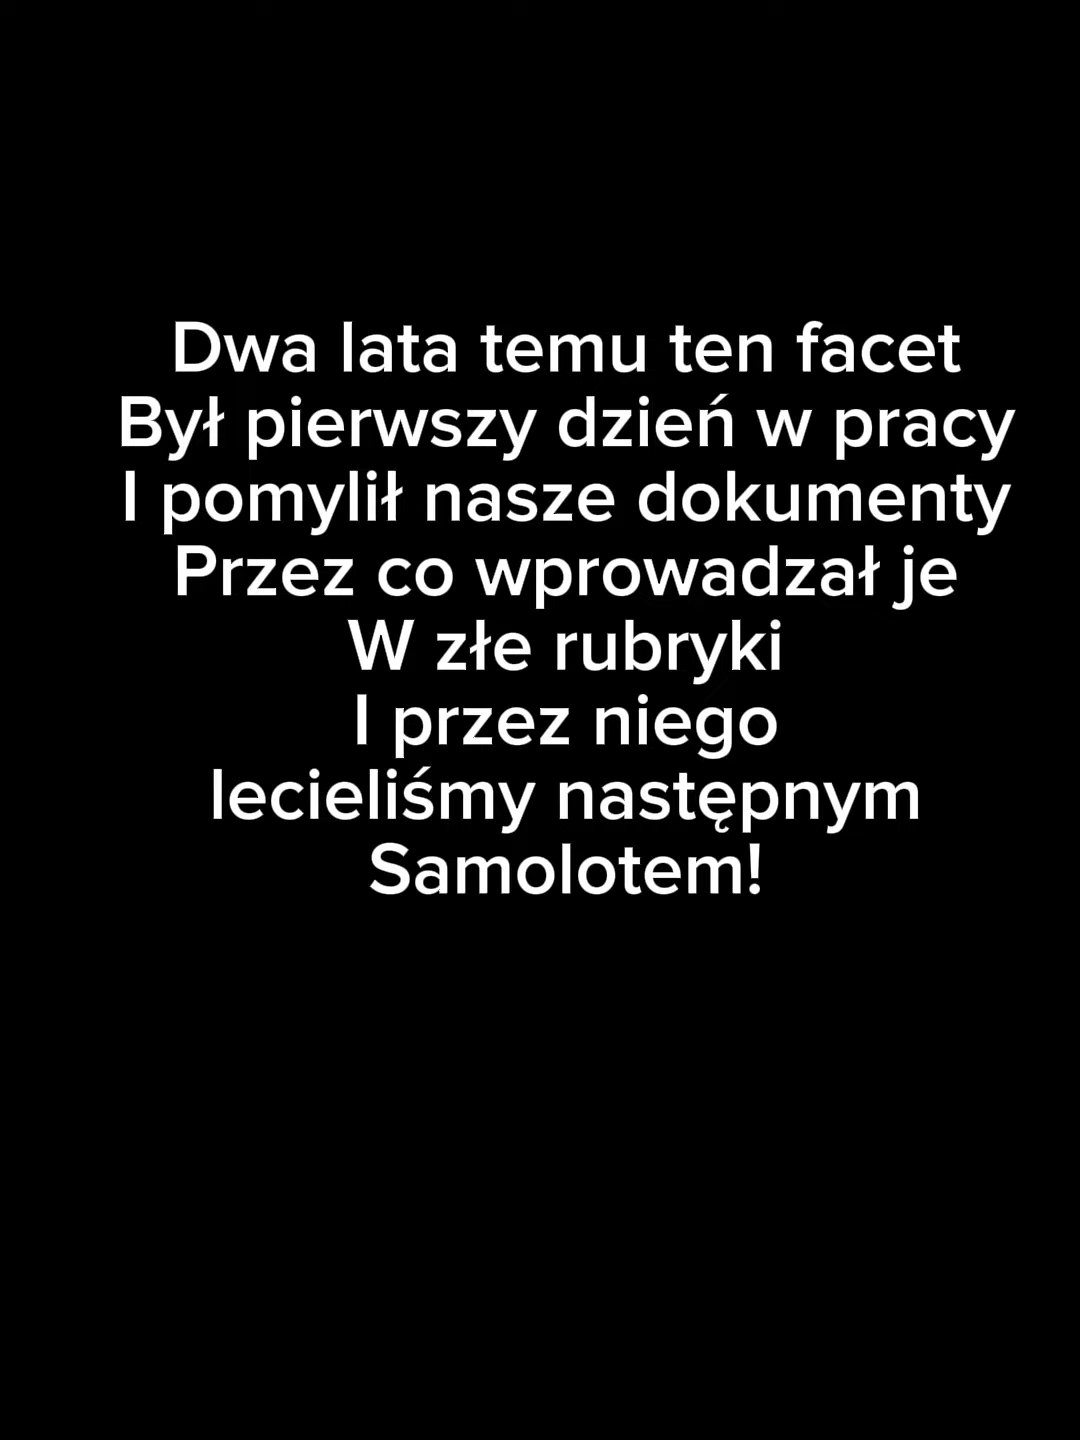 Dwa lata temu ten facet
Był pierwszy dzień w pracy
I pomylił nasze dokumenty
Przez co wprowadzał je
W złe rubryki
I przez niego
lecieliśmy następnym
Samolotem!